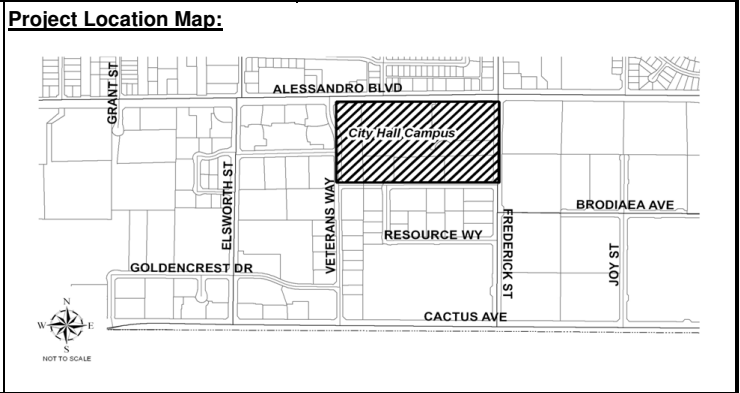 Project Location Map:
GRANT ST
ALESSANDRO BLVD
City Hall Campus
ELSWORTH ST
VETERANS WAY
FREDERICK ST
BRODIAEA AVE
RESOURCE WY
JOY ST
GOLDENCREST DR
CACTUS AVE
N
W E
S
NOT TO SCALE